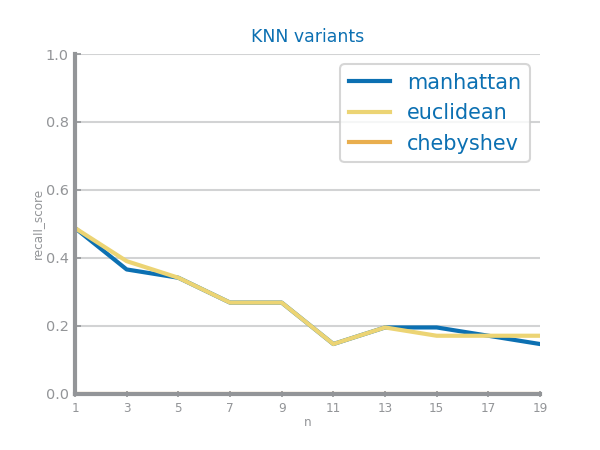 KNN variants
1.0
0.8
0.6
0.4
0.2
0.0
recall_score
manhattan
euclidean
chebyshev
1 3 5 7 9 11 13 15 17 19
n